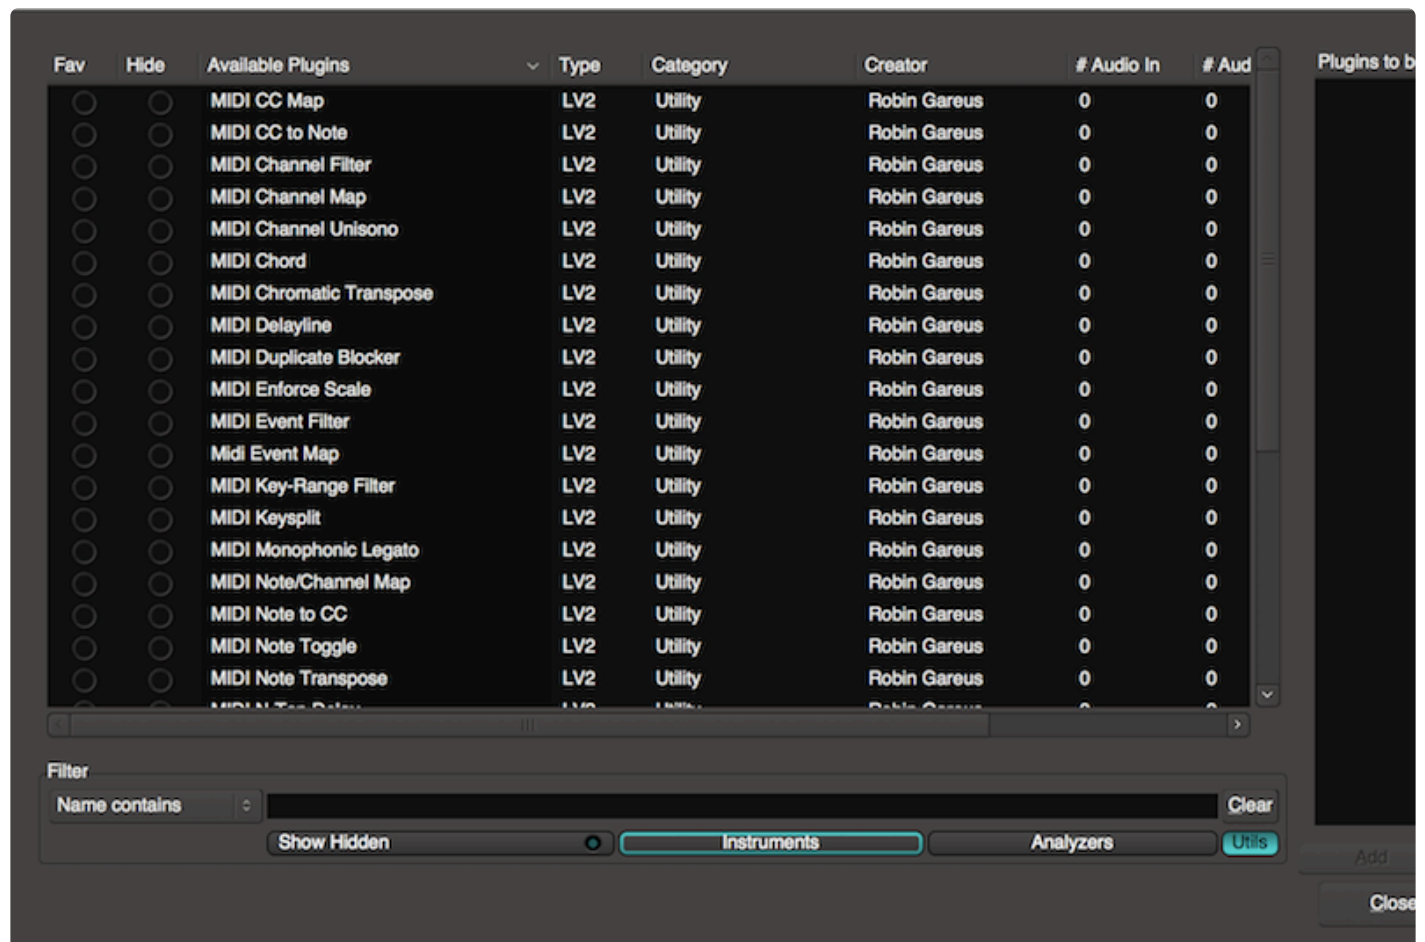 Fav Hide Available Plugins Type Category Creator # Audio In # Aud Plugins to b
MIDI CC Map LV2 Utility Robin Gareus 0 0
MIDI CC to Note LV2 Utility Robin Gareus 0 0
MIDI Channel Filter LV2 Utility Robin Gareus 0 0
MIDI Channel Map LV2 Utility Robin Gareus 0 0
MIDI Channel Unisono LV2 Utility Robin Gareus 0 0
MIDI Chord LV2 Utility Robin Gareus 0 0
MIDI Chromatic Transpose LV2 Utility Robin Gareus 0 0
MIDI Delayline LV2 Utility Robin Gareus 0 0
MIDI Duplicate Blocker LV2 Utility Robin Gareus 0 0
MIDI Enforce Scale LV2 Utility Robin Gareus 0 0
MIDI Event Filter LV2 Utility Robin Gareus 0 0
Midi Event Map LV2 Utility Robin Gareus 0 0
MIDI Key-Range Filter LV2 Utility Robin Gareus 0 0
MIDI Keysplit LV2 Utility Robin Gareus 0 0
MIDI Monophonic Legato LV2 Utility Robin Gareus 0 0
MIDI Note/Channel Map LV2 Utility Robin Gareus 0 0
MIDI Note to CC LV2 Utility Robin Gareus 0 0
MIDI Note Toggle LV2 Utility Robin Gareus 0 0
MIDI Note Transpose LV2 Utility Robin Gareus 0 0
Filter
Name contains Clear
Show Hidden Instruments Analyzers Utils
Add
Close